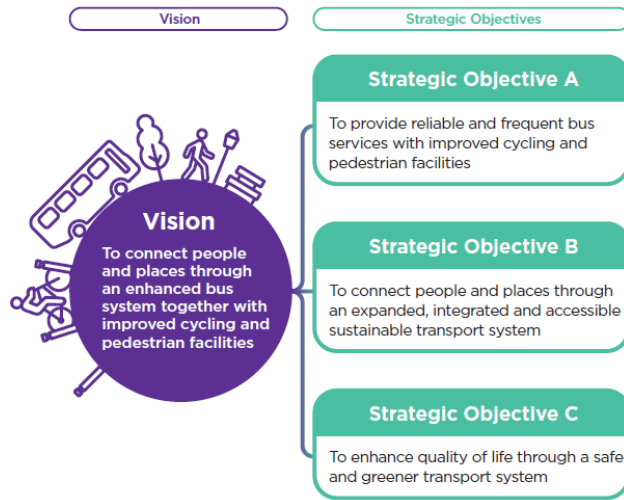 Vision
Strategic Objectives
Vision
To connect people
and places through
an enhanced bus
system together with
improved cycling and
pedestrian facilities
Strategic Objective A
To provide reliable and frequent bus
services with improved cycling and
pedestrian facilities
Strategic Objective B
To connect people and places through
an expanded, integrated and accessible
sustainable transport system
Strategic Objective C
To enhance quality of life through a safe
and greener transport system